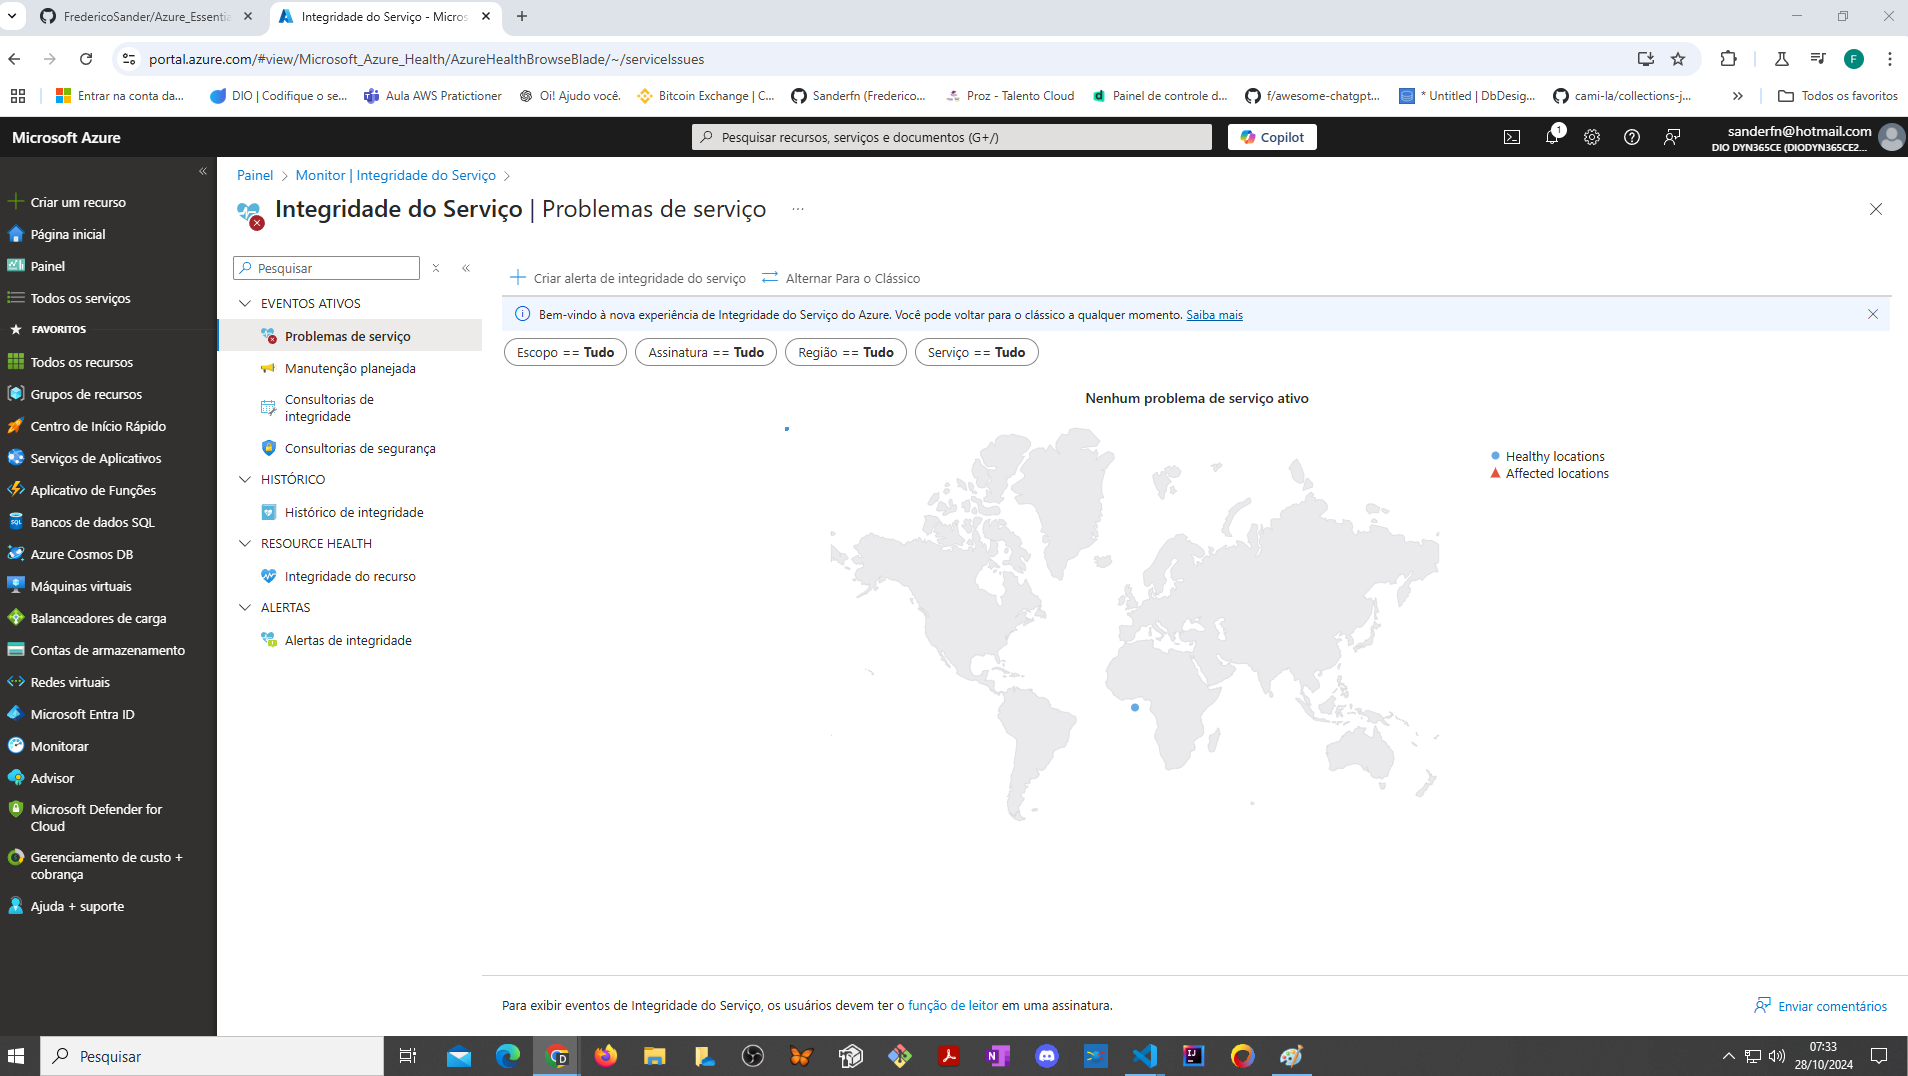 FredericoSander/Azure_Essentia
Integridade do Serviço - Micros
portal.azure.com/#view/Microsoft_Azure_Health/AzureHealthBrowseBlade/~/serviceIssues
F
Entrar na conta da...
DIO | Codifique o se...
Aula AWS Pratictioner
Oi! Ajudo você.
Bitcoin Exchange | C...
Sanderfn (Frederico...
Proz - Talento Cloud
Painel de controle d...
f/awesome-chatgpt...
* Untitled | DbDesig...
cami-la/collections-j...
Todos os favoritos
Microsoft Azure
Pesquisar recursos, serviços e documentos (G+/)
Copilot
1
sanderfn@hotmail.com
DIO DYN365CE (DIODYN365CE2...
Criar um recurso
Página inicial
Painel
Todos os serviços
FAVORITOS
Todos os recursos
Grupos de recursos
Centro de Início Rápido
Serviços de Aplicativos
Aplicativo de Funções
Bancos de dados SQL
Azure Cosmos DB
Máquinas virtuais
Balanceadores de carga
Contas de armazenamento
Redes virtuais
Microsoft Entra ID
Monitorar
Advisor
Microsoft Defender for
Cloud
Gerenciamento de custo +
cobrança
Ajuda + suporte
Painel > Monitor | Integridade do Serviço >
Integridade do Serviço | Problemas de serviço ...
Pesquisar
EVENTOS ATIVOS
Problemas de serviço
Manutenção planejada
Consultorias de
integridade
Consultorias de segurança
HISTÓRICO
Histórico de integridade
RESOURCE HEALTH
Integridade do recurso
ALERTAS
Alertas de integridade
Criar alerta de integridade do serviço
Alternar Para o Clássico
Bem-vindo à nova experiência de Integridade do Serviço do Azure. Você pode voltar para o clássico a qualquer momento. Saiba mais
Escopo == Tudo
Assinatura == Tudo
Região == Tudo
Serviço == Tudo
Nenhum problema de serviço ativo
Healthy locations
Affected locations
Para exibir eventos de Integridade do Serviço, os usuários devem ter o função de leitor em uma assinatura.
Enviar comentários
Pesquisar
07:33
28/10/2024